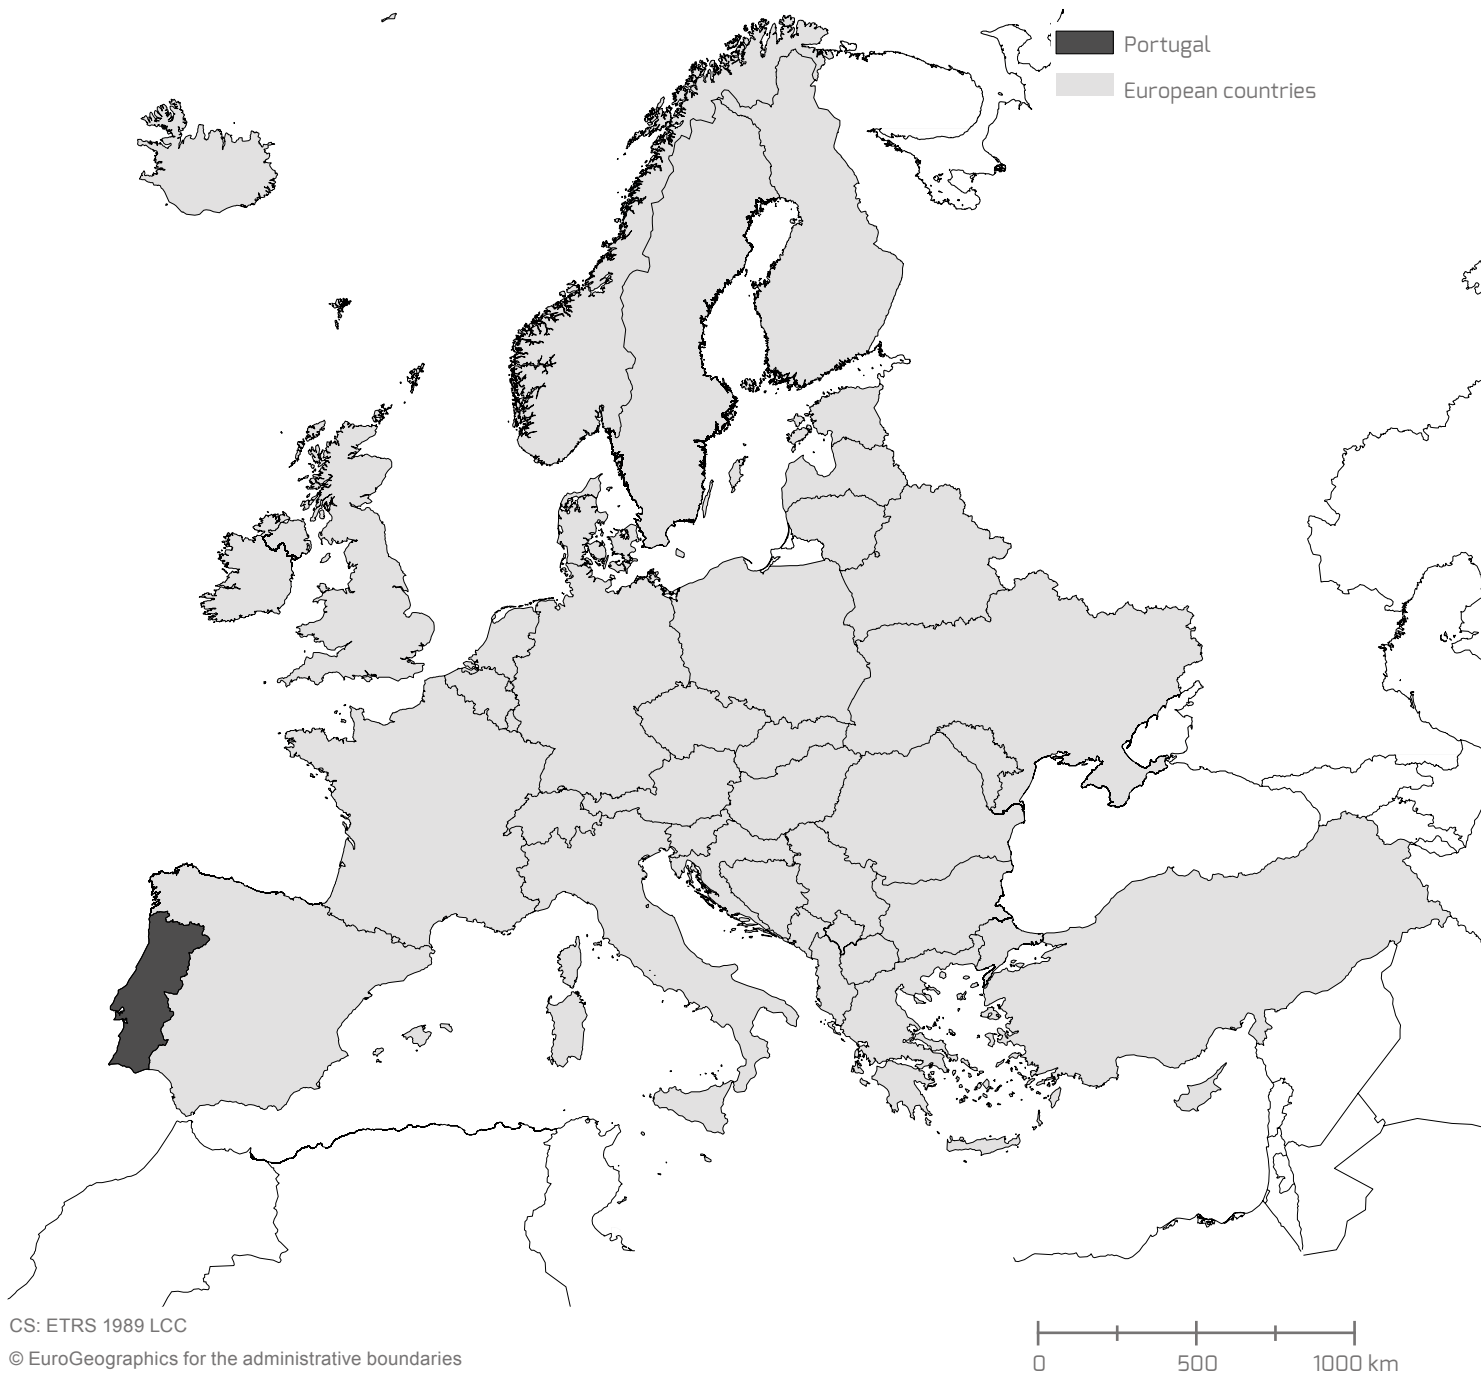 Portugal
European countries
CS: ETRS 1989 LCC
© EuroGeographics for the administrative boundaries
0 500 1000 km